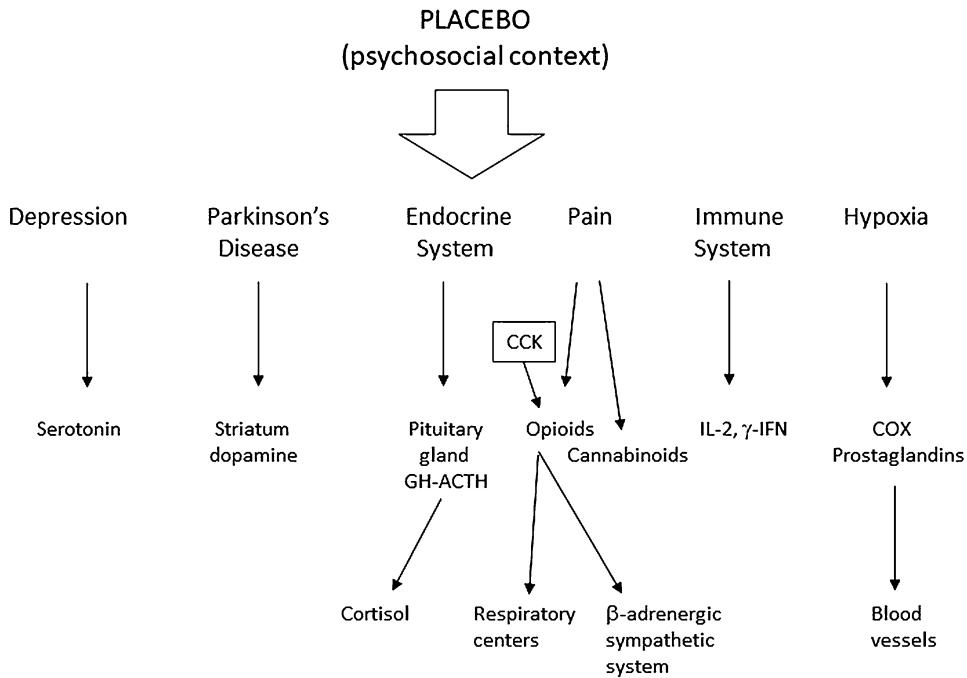 PLACEBO
(psychosocial context)
Depression
Parkinson's
Disease
Endocrine
System
Pain
Immune
System
Hypoxia
CCK
Serotonin
Striatum
dopamine
Pituitary
gland
GH-ACTH
Opioids
Cannabinoids
IL-2, γ-IFN
COX
Prostaglandins
Cortisol
Respiratory
centers
β-adrenergic
sympathetic
system
Blood
vessels